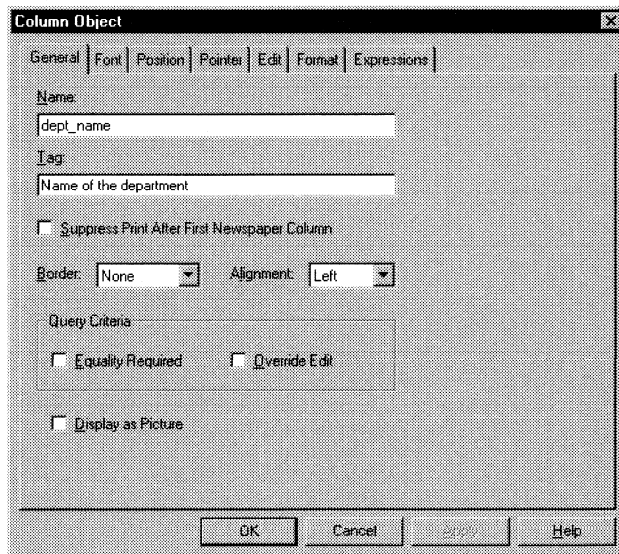 Column Object
General Font Position Pointer Edit Format Expressions
Name:
dept_name
Tag:
Name of the department
Suppress Print After First Newspaper Column
Border: None Alignment: Left
Query Criteria
Equality Required Override Edit
Display as Picture
OK Cancel Apply Help